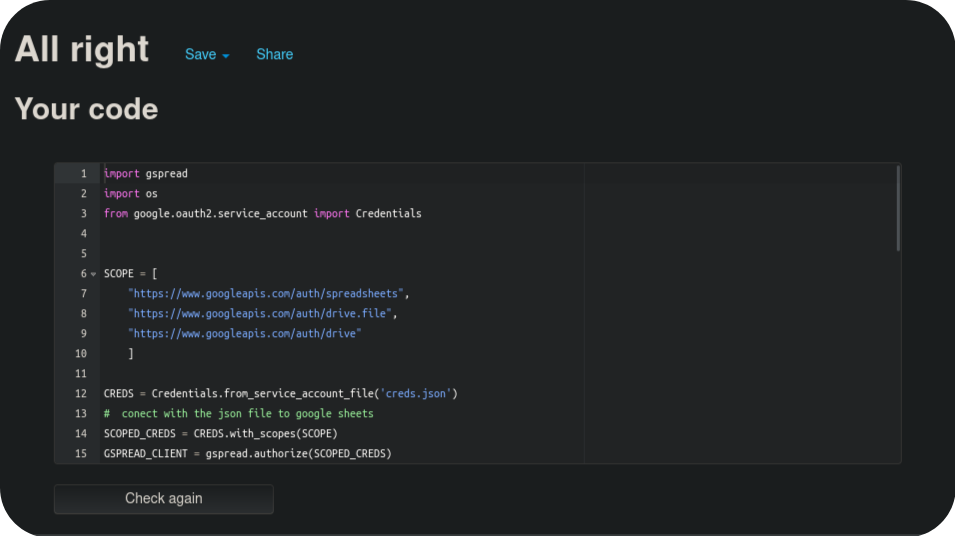 All right Save Share
Your code
1 import gspread
2 import os
3 from google.oauth2.service_account import Credentials
4
5
6 SCOPE = [
7     "https://www.googleapis.com/auth/spreadsheets",
8     "https://www.googleapis.com/auth/drive.file",
9     "https://www.googleapis.com/auth/drive"
10     ]
11
12 CREDS = Credentials.from_service_account_file('creds.json')
13 #  conect with the json file to google sheets
14 SCOPED_CREDS = CREDS.with_scopes(SCOPE)
15 GSPREAD_CLIENT = gspread.authorize(SCOPED_CREDS)
Check again